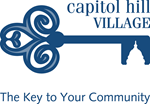 capitol hill
VILLAGE
The Key to Your Community